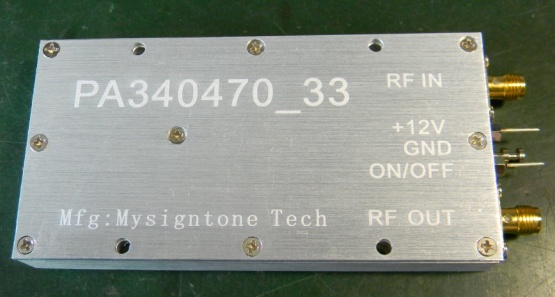 PA340470_33
RF IN
+12V
GND
ON/OFF
Mfg:Mysigntone Tech
RF OUT